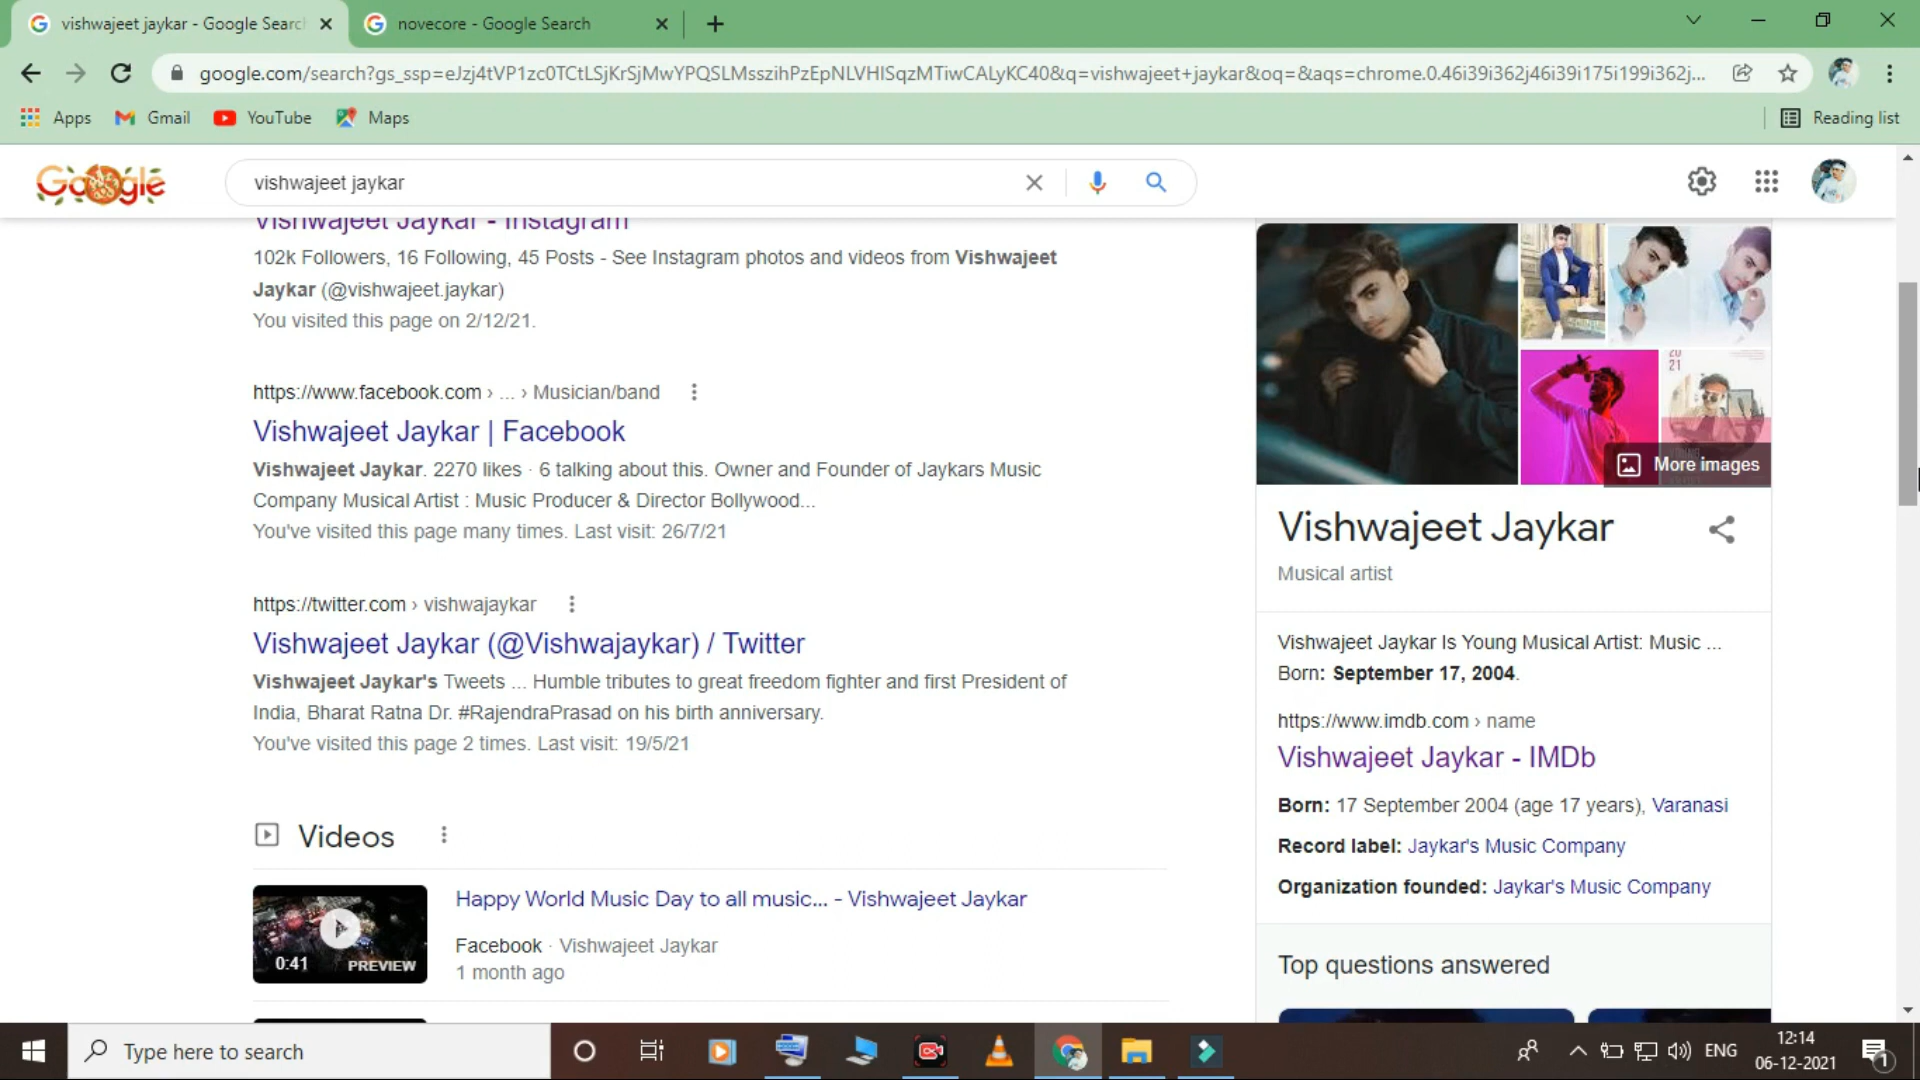 vishwajeet jaykar - Google Search
novecore - Google Search
google.com/search?gs_ssp=eJzj4tVP1zc0TCtLSjKrSjMwYPQSLMsszihPzEpNLVHISqzMTiwCALyKC40&q=vishwajeet+jaykar&oq=&aqs=chrome.0.46i39i362j46i39i175i199i362j...
Apps
Gmail
YouTube
Maps
Reading list
Google
vishwajeet jaykar
Vishwajeet Jaykar - Instagram
102k Followers, 16 Following, 45 Posts - See Instagram photos and videos from Vishwajeet
Jaykar (@vishwajeet.jaykar)
You visited this page on 2/12/21.
https://www.facebook.com › ... › Musician/band
Vishwajeet Jaykar | Facebook
Vishwajeet Jaykar. 2270 likes · 6 talking about this. Owner and Founder of Jaykars Music
Company Musical Artist : Music Producer & Director Bollywood...
You've visited this page many times. Last visit: 26/7/21
https://twitter.com › vishwajaykar
Vishwajeet Jaykar (@Vishwajaykar) / Twitter
Vishwajeet Jaykar's Tweets ... Humble tributes to great freedom fighter and first President of
India, Bharat Ratna Dr. #RajendraPrasad on his birth anniversary.
You've visited this page 2 times. Last visit: 19/5/21
Videos
0:41
PREVIEW
Happy World Music Day to all music... - Vishwajeet Jaykar
Facebook · Vishwajeet Jaykar
1 month ago
20
21
More images
Vishwajeet Jaykar
Musical artist
Vishwajeet Jaykar Is Young Musical Artist: Music ...
Born: September 17, 2004.
https://www.imdb.com › name
Vishwajeet Jaykar - IMDb
Born: 17 September 2004 (age 17 years), Varanasi
Record label: Jaykar's Music Company
Organization founded: Jaykar's Music Company
Top questions answered
Type here to search
ENG
12:14
06-12-2021
1